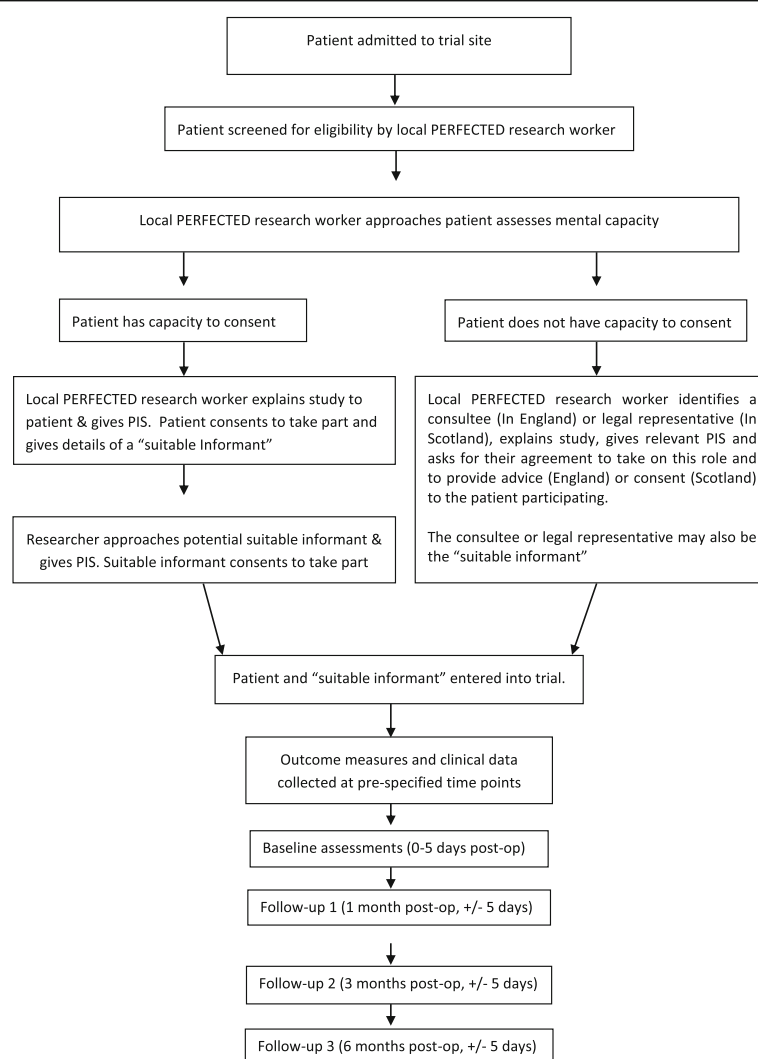 Patient admitted to trial site
Patient screened for eligibility by local PERFECTED research worker
Local PERFECTED research worker approaches patient assesses mental capacity
Patient has capacity to consent
Patient does not have capacity to consent
Local PERFECTED research worker explains study to
patient & gives PIS.  Patient consents to take part and
gives details of a “suitable Informant”
Local PERFECTED research worker identifies a
consultee (In England) or legal representative (In
Scotland), explains study, gives relevant PIS and
asks for their agreement to take on this role and
to provide advice (England) or consent (Scotland)
to the patient participating.
The consultee or legal representative may also be
the “suitable informant”
Researcher approaches potential suitable informant &
gives PIS. Suitable informant consents to take part
Patient and “suitable informant” entered into trial.
Outcome measures and clinical data
collected at pre-specified time points
Baseline assessments (0-5 days post-op)
Follow-up 1 (1 month post-op, +/- 5 days)
Follow-up 2 (3 months post-op, +/- 5 days)
Follow-up 3 (6 months post-op, +/- 5 days)